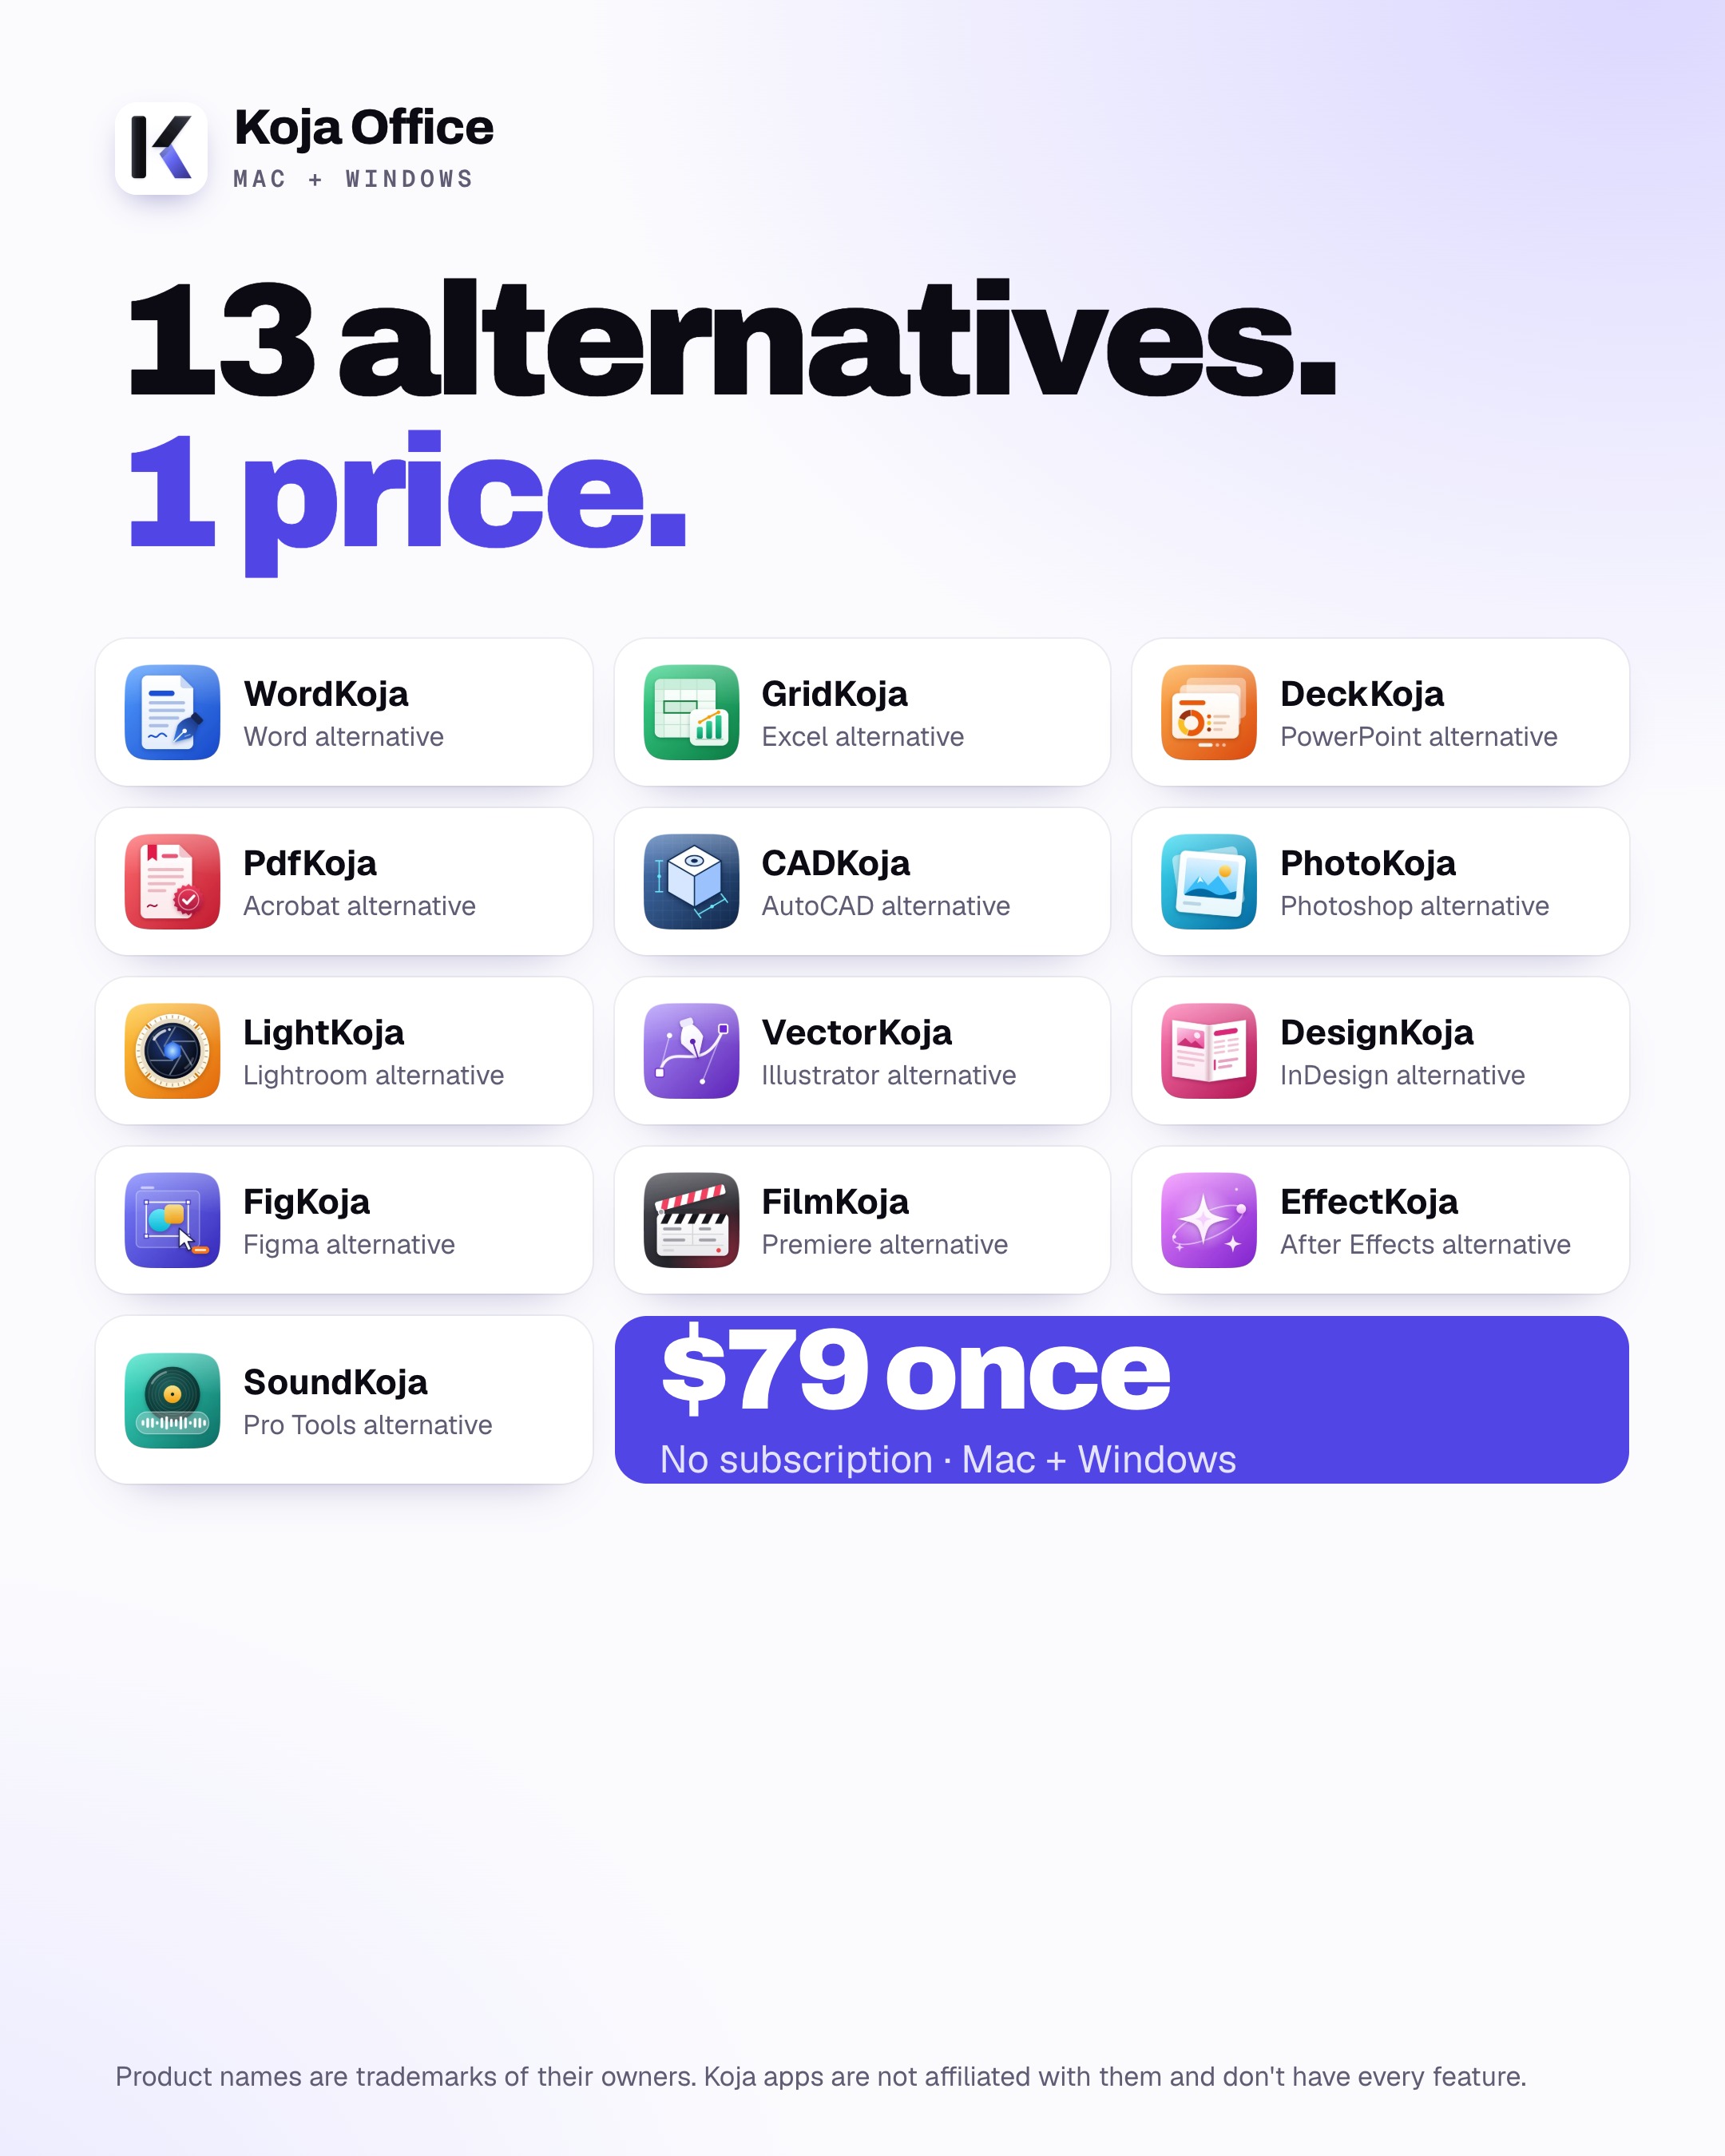 Koja Office
MAC + WINDOWS
13 alternatives.
1 price.
WordKoja
Word alternative
GridKoja
Excel alternative
DeckKoja
PowerPoint alternative
PdfKoja
Acrobat alternative
CADKoja
AutoCAD alternative
PhotoKoja
Photoshop alternative
LightKoja
Lightroom alternative
VectorKoja
Illustrator alternative
DesignKoja
InDesign alternative
FigKoja
Figma alternative
FilmKoja
Premiere alternative
EffectKoja
After Effects alternative
SoundKoja
Pro Tools alternative
$79 once
No subscription · Mac + Windows
Product names are trademarks of their owners. Koja apps are not affiliated with them and don't have every feature.